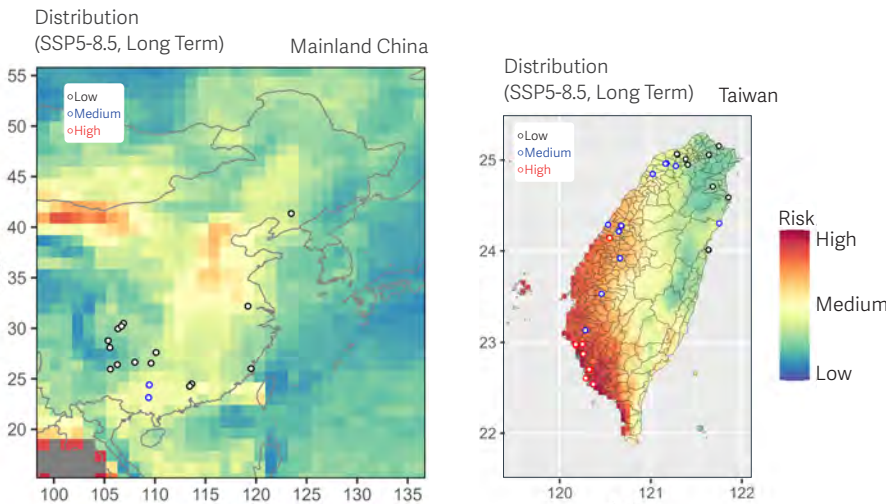 Distribution
(SSP5-8.5, Long Term)
Mainland China
Low
Medium
High
55
50
45
40
35
30
25
20
100
105
110
115
120
125
130
135
Distribution
(SSP5-8.5, Long Term)
Taiwan
Low
Medium
High
25
24
23
22
120
121
122
Risk
High
Medium
Low